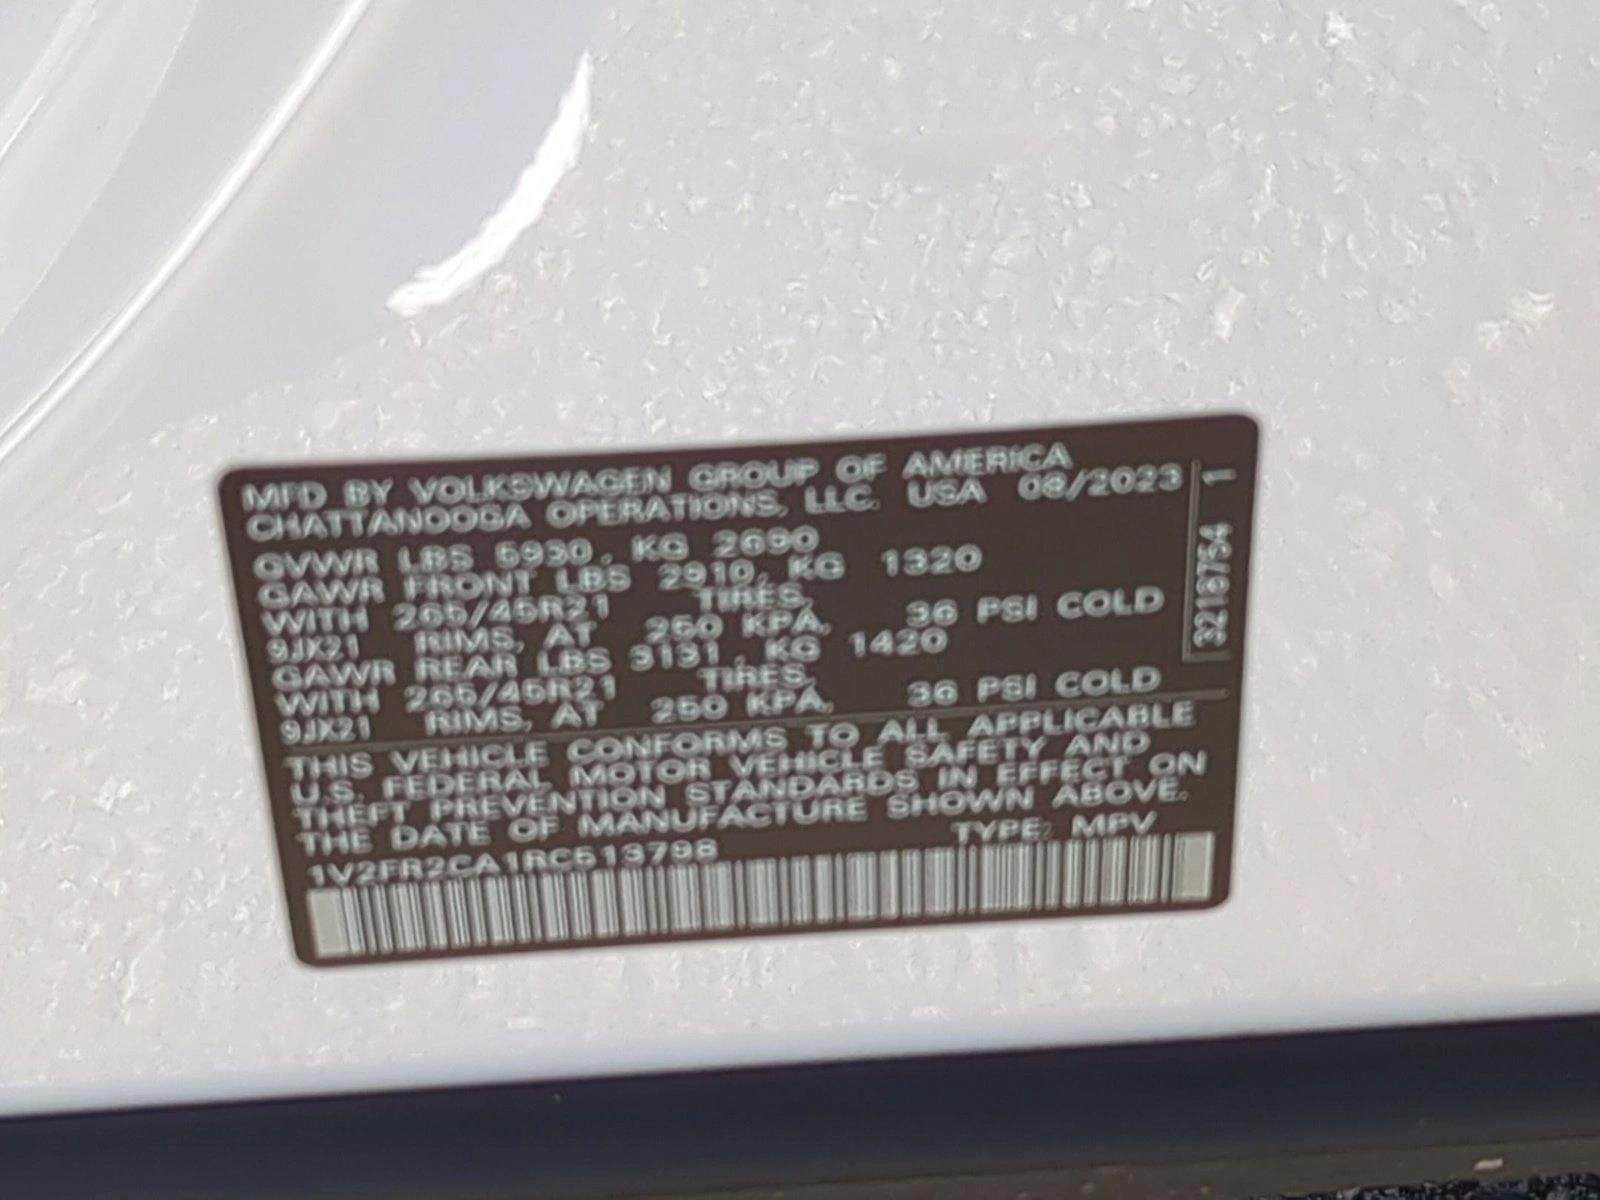 MFD BY VOLKSWAGEN GROUP OF AMERICA
CHATTANOOGA OPERATIONS, LLC. USA 08/2023
GVWR LBS 5930, KG 2690
GAWR FRONT LBS 2910, KG 1320
WITH 265/45R21 TIRES,
9JX21 RIMS, AT 250 KPA, 36 PSI COLD
GAWR REAR LBS 3131, KG 1420
WITH 265/45R21 TIRES,
9JX21 RIMS, AT 250 KPA, 36 PSI COLD
THIS VEHICLE CONFORMS TO ALL APPLICABLE
U.S. FEDERAL MOTOR VEHICLE SAFETY AND
THEFT PREVENTION STANDARDS IN EFFECT ON
THE DATE OF MANUFACTURE SHOWN ABOVE.
1V2FR2CA1RC513798 TYPE: MPV
3216754 1